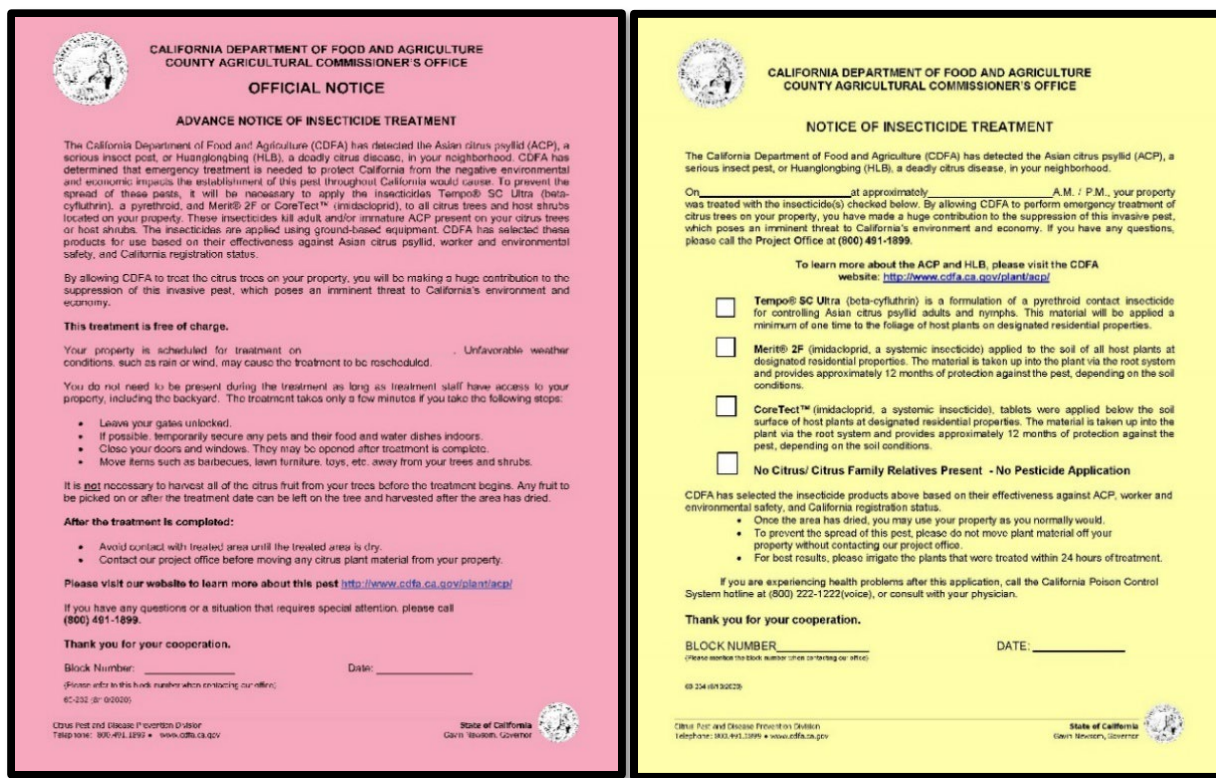 CALIFORNIA DEPARTMENT OF FOOD AND AGRICULTURE
COUNTY AGRICULTURAL COMMISSIONER'S OFFICE
OFFICIAL NOTICE
ADVANCE NOTICE OF INSECTICIDE TREATMENT
The California Department of Food and Agriculture (CDFA) has detected the Asian citrus psyllid (ACP), a
serious insect pest, or Huanglongbing (HLB), a deadly citrus disease, in your neighborhood. CDFA has
determined that emergency treatment is needed to protect California from the negative environmental
and economic impacts the establishment of this pest throughout California would cause. To prevent the
spread of these pests, it will be necessary to apply the insecticides Tempo® SC Ultra (beta-
cyfluthrin), a pyrethroid, and Merit® 2F or CoreTect™ (imidacloprid), to all citrus trees and host shrubs
located on your property. These insecticides kill adult and/or immature ACP present on your citrus trees
or host shrubs. The insecticides are applied using ground-based equipment. CDFA has selected these
products for use based on their effectiveness against Asian citrus psyllid, worker and environmental
safety, and California registration status.
By allowing CDFA to treat the citrus trees on your property, you will be making a huge contribution to the
suppression of this invasive pest, which poses an imminent threat to California's environment and
economy.
This treatment is free of charge.
Your property is scheduled for treatment on . Unfavorable weather
conditions, such as rain or wind, may cause the treatment to be rescheduled.
You do not need to be present during the treatment as long as treatment staff have access to your
property, including the backyard. The treatment takes only a few minutes if you take the following steps:
• Leave your gates unlocked.
• If possible, temporarily secure any pets and their food and water dishes indoors.
• Close your doors and windows. They may be opened after treatment is complete.
• Move items such as barbecues, lawn furniture, toys, etc. away from your trees and shrubs.
It is not necessary to harvest all of the citrus fruit from your trees before the treatment begins. Any fruit to
be picked on or after the treatment date can be left on the tree and harvested after the area has dried.
After the treatment is completed:
• Avoid contact with treated area until the treated area is dry.
• Contact our project office before moving any citrus plant material from your property.
Please visit our website to learn more about this pest http://www.cdfa.ca.gov/plant/acp/
If you have any questions or a situation that requires special attention, please call
(800) 491-1899.
Thank you for your cooperation.
Block Number: Date:
(Please refer to this block number when contacting our office)
Citrus Pest and Disease Prevention Division
Telephone: 800.491.1899 • www.cdfa.ca.gov
State of California
Gavin Newsom, Governor
CALIFORNIA DEPARTMENT OF FOOD AND AGRICULTURE
COUNTY AGRICULTURAL COMMISSIONER'S OFFICE
NOTICE OF INSECTICIDE TREATMENT
The California Department of Food and Agriculture (CDFA) has detected the Asian citrus psyllid (ACP), a
serious insect pest, or Huanglongbing (HLB), a deadly citrus disease, in your neighborhood.
On at approximately A.M. / P.M., your property
was treated with the insecticide(s) checked below. By allowing CDFA to perform emergency treatment of
citrus trees on your property, you have made a huge contribution to the suppression of this invasive pest,
which poses an imminent threat to California's environment and economy. If you have any questions,
please call the Project Office at (800) 491-1899.
To learn more about the ACP and HLB, please visit the CDFA
website: http://www.cdfa.ca.gov/plant/acp/
Tempo® SC Ultra (beta-cyfluthrin) is a formulation of a pyrethroid contact insecticide
for controlling Asian citrus psyllid adults and nymphs. This material will be applied a
minimum of one time to the foliage of host plants on designated residential properties.
Merit® 2F (imidacloprid, a systemic insecticide) applied to the soil of all host plants at
designated residential properties. The material is taken up into the plant via the root system
and provides approximately 12 months of protection against the pest, depending on the soil
conditions.
CoreTect™ (imidacloprid, a systemic insecticide), tablets were applied below the soil
surface of host plants at designated residential properties. The material is taken up into the
plant via the root system and provides approximately 12 months of protection against the
pest, depending on the soil conditions.
No Citrus/ Citrus Family Relatives Present - No Pesticide Application
CDFA has selected the insecticide products above based on their effectiveness against ACP, worker and
environmental safety, and California registration status.
• Once the area has dried, you may use your property as you normally would.
• To prevent the spread of this pest, please do not move plant material off your
property without contacting our project office.
• For best results, please irrigate the plants that were treated within 24 hours of treatment.
If you are experiencing health problems after this application, call the California Poison Control
System hotline at (800) 222-1222(voice), or consult with your physician.
Thank you for your cooperation.
BLOCK NUMBER DATE:
(Please mention the block number when contacting our office)
Citrus Pest and Disease Prevention Division
Telephone: 800.491.1899 • www.cdfa.ca.gov
State of California
Gavin Newsom, Governor